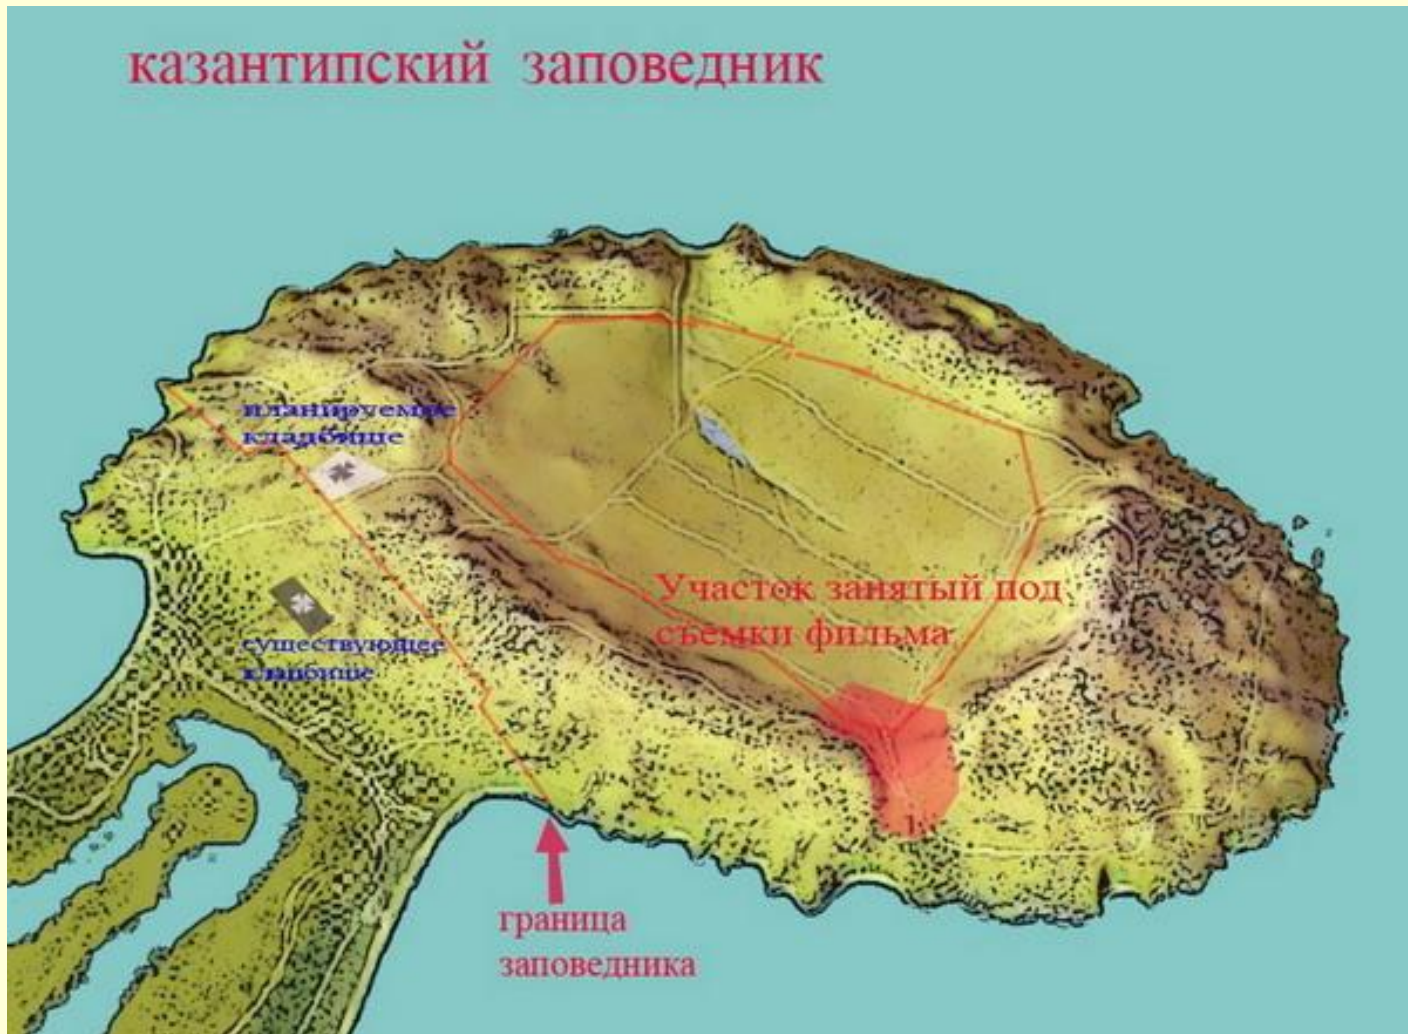 казантипский заповедник
планируемое
кладбище
Участок занятый под
съемки фильма
существующее
кладбище
граница
заповедника